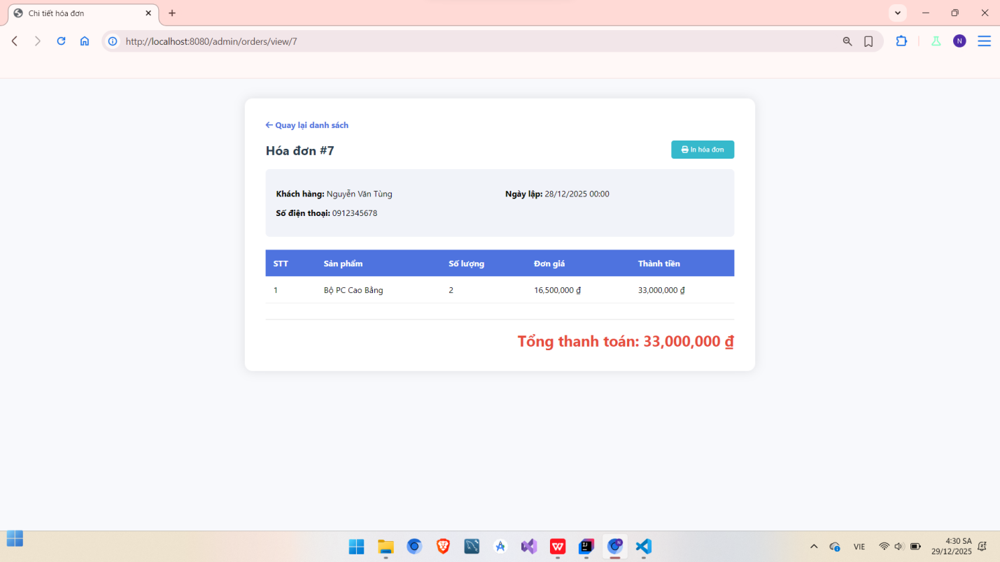 Chi tiết hóa đơn
http://localhost:8080/admin/orders/view/7
N
Quay lại danh sách
Hóa đơn #7
In hóa đơn
Khách hàng: Nguyễn Văn Tùng
Ngày lập: 28/12/2025 00:00
Số điện thoại: 0912345678
STT Sản phẩm Số lượng Đơn giá Thành tiền
1 Bộ PC Cao Bằng 2 16,500,000 ₫ 33,000,000 ₫
Tổng thanh toán: 33,000,000 ₫
VIE
4:30 SA
29/12/2025